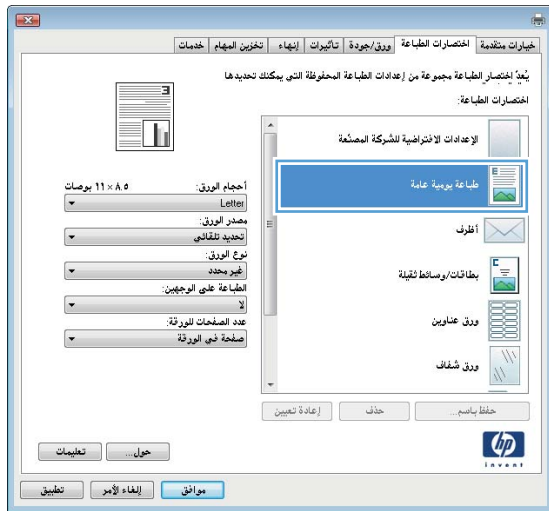 خيارات متقدمة اختصارات الطباعة ورق/جودة تأثيرات إنهاء تخزين المهام خدمات
يُعدّ اختصار الطباعة مجموعة من إعدادات الطباعة المحفوظة التي يمكنك تحديدها
اختصارات الطباعة:
الإعدادات الافتراضية للشركة المصنّعة
طباعة يومية عامة
أظرف
بطاقات/وسائط ثقيلة
ورق عناوين
ورق شفاف
أحجام الورق: ٨,٥ × ١١ بوصات
Letter
مصدر الورق:
تحديد تلقائي
نوع الورق:
غير محدد
الطباعة على الوجهين:
لا
عدد الصفحات للورقة:
صفحة في الورقة
حفظ باسم... حذف إعادة تعيين
hp
invent
حول... تعليمات
موافق إلغاء الأمر تطبيق